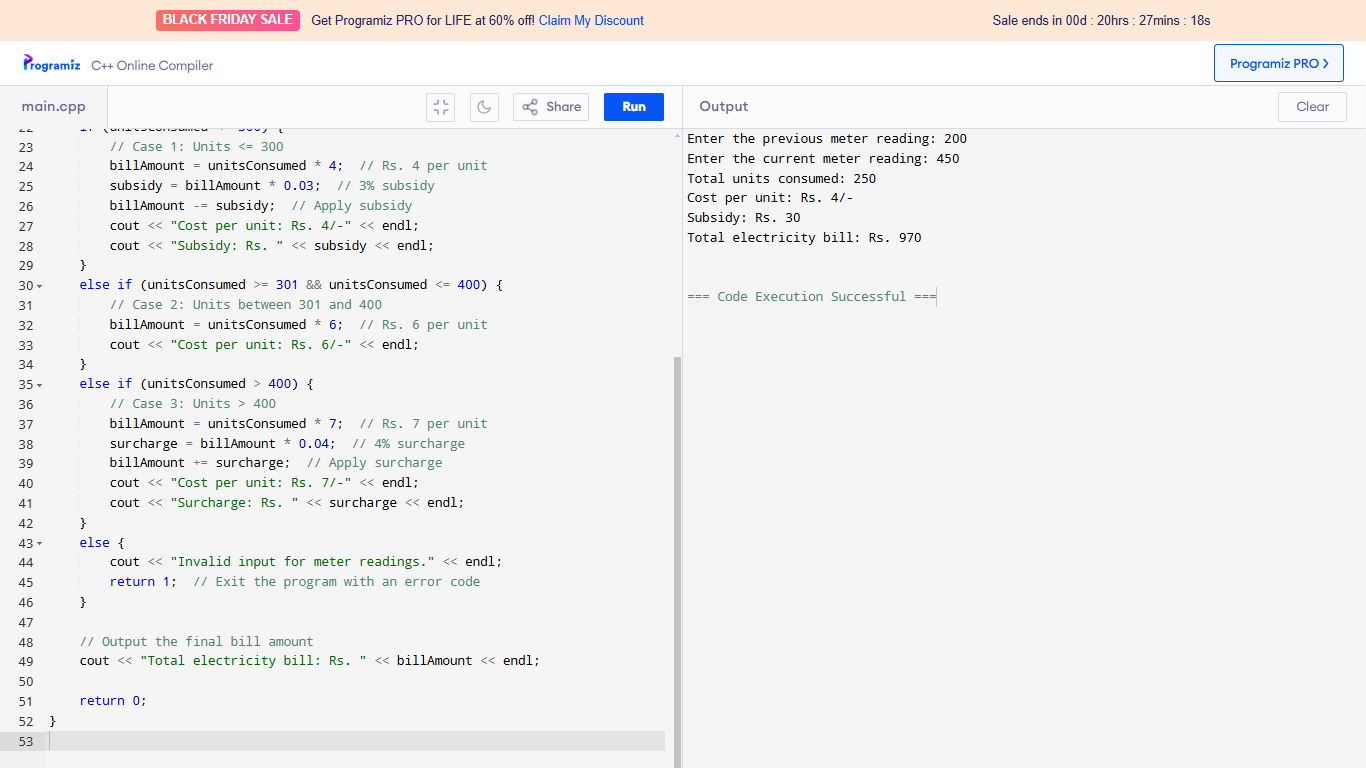 BLACK FRIDAY SALE Get Programiz PRO for LIFE at 60% off! Claim My Discount Sale ends in 00d : 20hrs : 27mins : 18s
Programiz C++ Online Compiler Programiz PRO >
main.cpp Share Run
22 if (unitsConsumed <= 300) {
23 // Case 1: Units <= 300
24 billAmount = unitsConsumed * 4; // Rs. 4 per unit
25 subsidy = billAmount * 0.03; // 3% subsidy
26 billAmount -= subsidy; // Apply subsidy
27 cout << "Cost per unit: Rs. 4/-" << endl;
28 cout << "Subsidy: Rs. " << subsidy << endl;
29 }
30 else if (unitsConsumed >= 301 && unitsConsumed <= 400) {
31 // Case 2: Units between 301 and 400
32 billAmount = unitsConsumed * 6; // Rs. 6 per unit
33 cout << "Cost per unit: Rs. 6/-" << endl;
34 }
35 else if (unitsConsumed > 400) {
36 // Case 3: Units > 400
37 billAmount = unitsConsumed * 7; // Rs. 7 per unit
38 surcharge = billAmount * 0.04; // 4% surcharge
39 billAmount += surcharge; // Apply surcharge
40 cout << "Cost per unit: Rs. 7/-" << endl;
41 cout << "Surcharge: Rs. " << surcharge << endl;
42 }
43 else {
44 cout << "Invalid input for meter readings." << endl;
45 return 1; // Exit the program with an error code
46 }
47
48 // Output the final bill amount
49 cout << "Total electricity bill: Rs. " << billAmount << endl;
50
51 return 0;
52 }
53
Output Clear
Enter the previous meter reading: 200
Enter the current meter reading: 450
Total units consumed: 250
Cost per unit: Rs. 4/-
Subsidy: Rs. 30
Total electricity bill: Rs. 970
=== Code Execution Successful ===